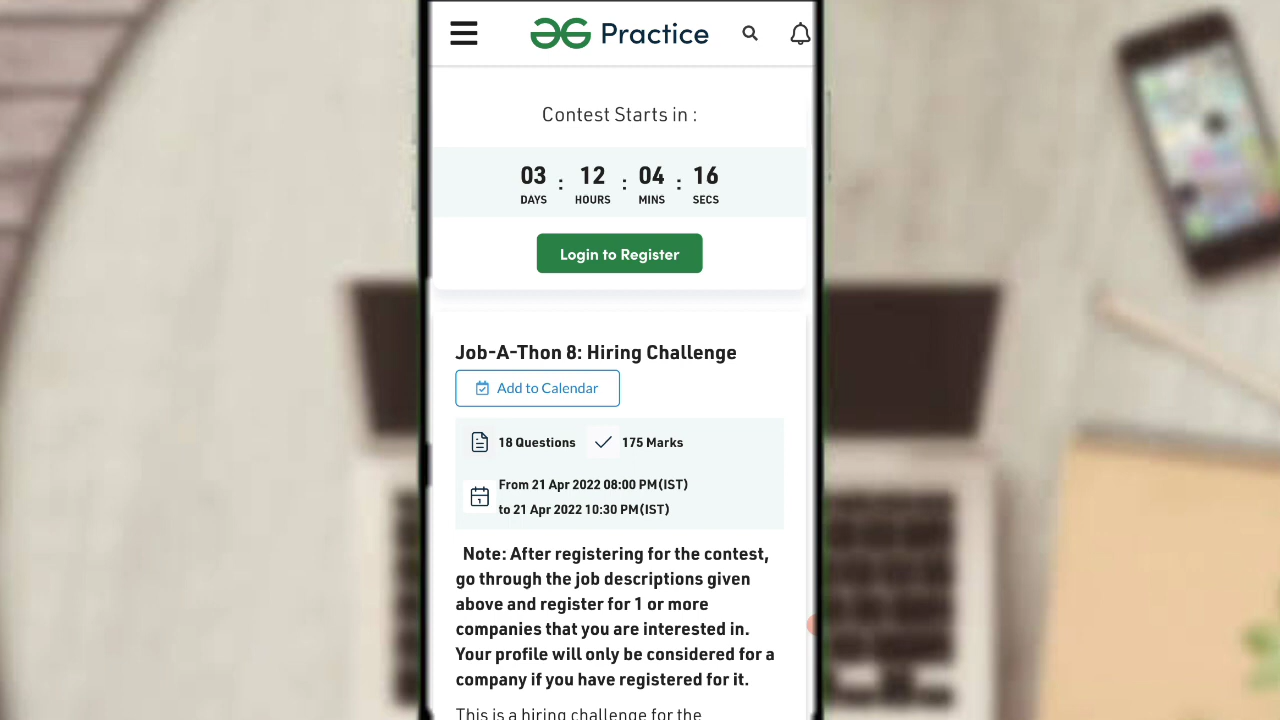 Practice
Contest Starts in :
03 : 12 : 04 : 16
DAYS HOURS MINS SECS
Login to Register
Job-A-Thon 8: Hiring Challenge
Add to Calendar
18 Questions 175 Marks
From 21 Apr 2022 08:00 PM(IST)
to 21 Apr 2022 10:30 PM(IST)
Note: After registering for the contest,
go through the job descriptions given
above and register for 1 or more
companies that you are interested in.
Your profile will only be considered for a
company if you have registered for it.
This is a hiring challenge for the